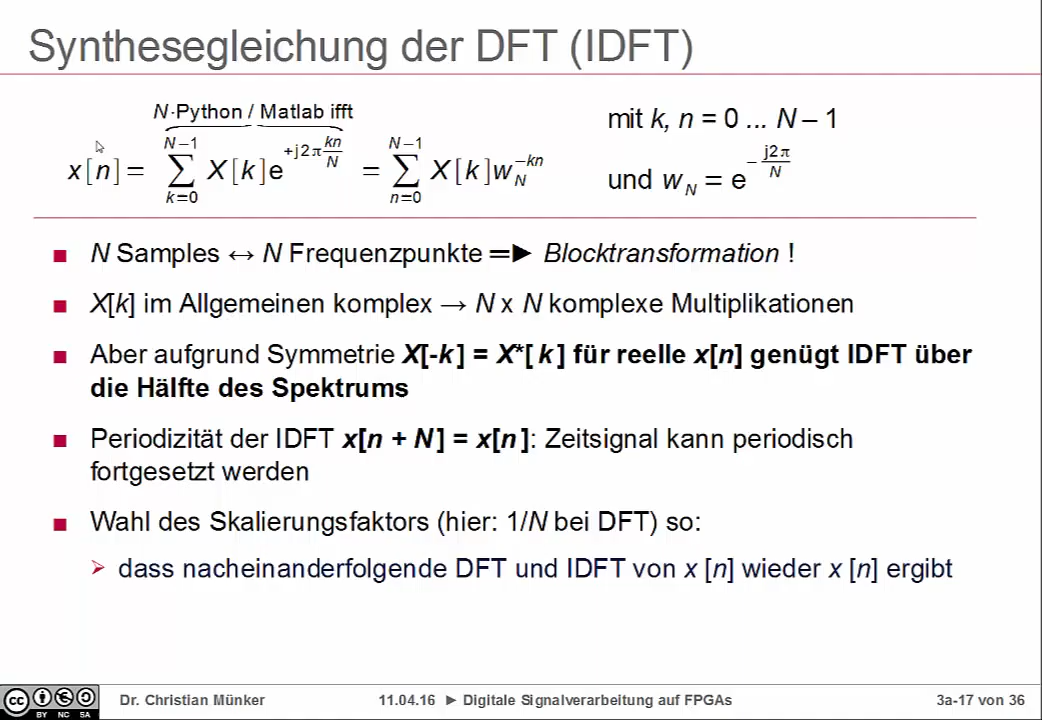 Synthesegleichung der DFT (IDFT)
N·Python / Matlab ifft
x[n] = ∑_{k=0}^{N−1} X[k] e^{+j2π kn/N} = ∑_{n=0}^{N−1} X[k] w_N^{−kn}
mit k, n = 0 ... N – 1
und w_N = e^{− j2π/N}
■ N Samples ↔ N Frequenzpunkte =► Blocktransformation !
■ X[k] im Allgemeinen komplex → N x N komplexe Multiplikationen
■ Aber aufgrund Symmetrie X[-k] = X*[k] für reelle x[n] genügt IDFT über
die Hälfte des Spektrums
■ Periodizität der IDFT x[n + N] = x[n]: Zeitsignal kann periodisch
fortgesetzt werden
■ Wahl des Skalierungsfaktors (hier: 1/N bei DFT) so:
➢ dass nacheinanderfolgende DFT und IDFT von x [n] wieder x [n] ergibt
cc BY NC SA
Dr. Christian Münker
11.04.16 ► Digitale Signalverarbeitung auf FPGAs
3a-17 von 36